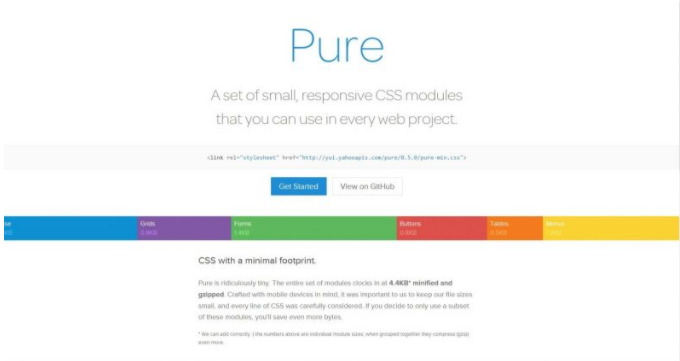 Pure
A set of small, responsive CSS modules
that you can use in every web project.
<link rel="stylesheet" href="http://yui.yahooapis.com/pure/0.5.0/pure-min.css">
Get Started View on GitHub
Grids Forms Buttons Tables Menus
CSS with a minimal footprint.
Pure is ridiculously tiny. The entire set of modules clocks in at 4.4KB* minified and
gzipped. Crafted with mobile devices in mind, it was important to us to keep our file sizes
small, and every line of CSS was carefully considered. If you decide to only use a subset
of these modules, you'll save even more bytes.
* We can add correctly :) the numbers above are individual module sizes; when grouped together they compress (gzip)
even more.